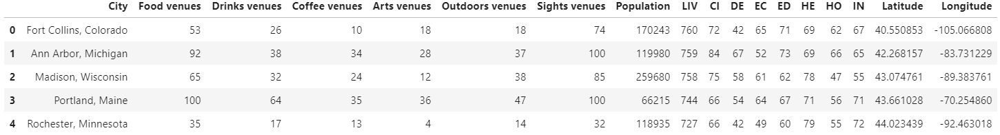 City Food venues Drinks venues Coffee venues Arts venues Outdoors venues Sights venues Population LIV CI DE EC ED HE HO IN Latitude Longitude
0 Fort Collins, Colorado 53 26 10 18 18 74 170243 760 72 42 65 71 69 62 67 40.550853 -105.066808
1 Ann Arbor, Michigan 92 38 34 28 37 100 119980 759 84 67 52 73 69 66 65 42.268157 -83.731229
2 Madison, Wisconsin 65 32 24 12 38 85 259680 758 75 58 61 62 78 47 55 43.074761 -89.383761
3 Portland, Maine 100 64 35 36 47 100 66215 744 66 54 64 67 71 56 71 43.661028 -70.254860
4 Rochester, Minnesota 35 17 13 4 14 32 118935 727 66 42 49 60 79 55 72 44.023439 -92.463018